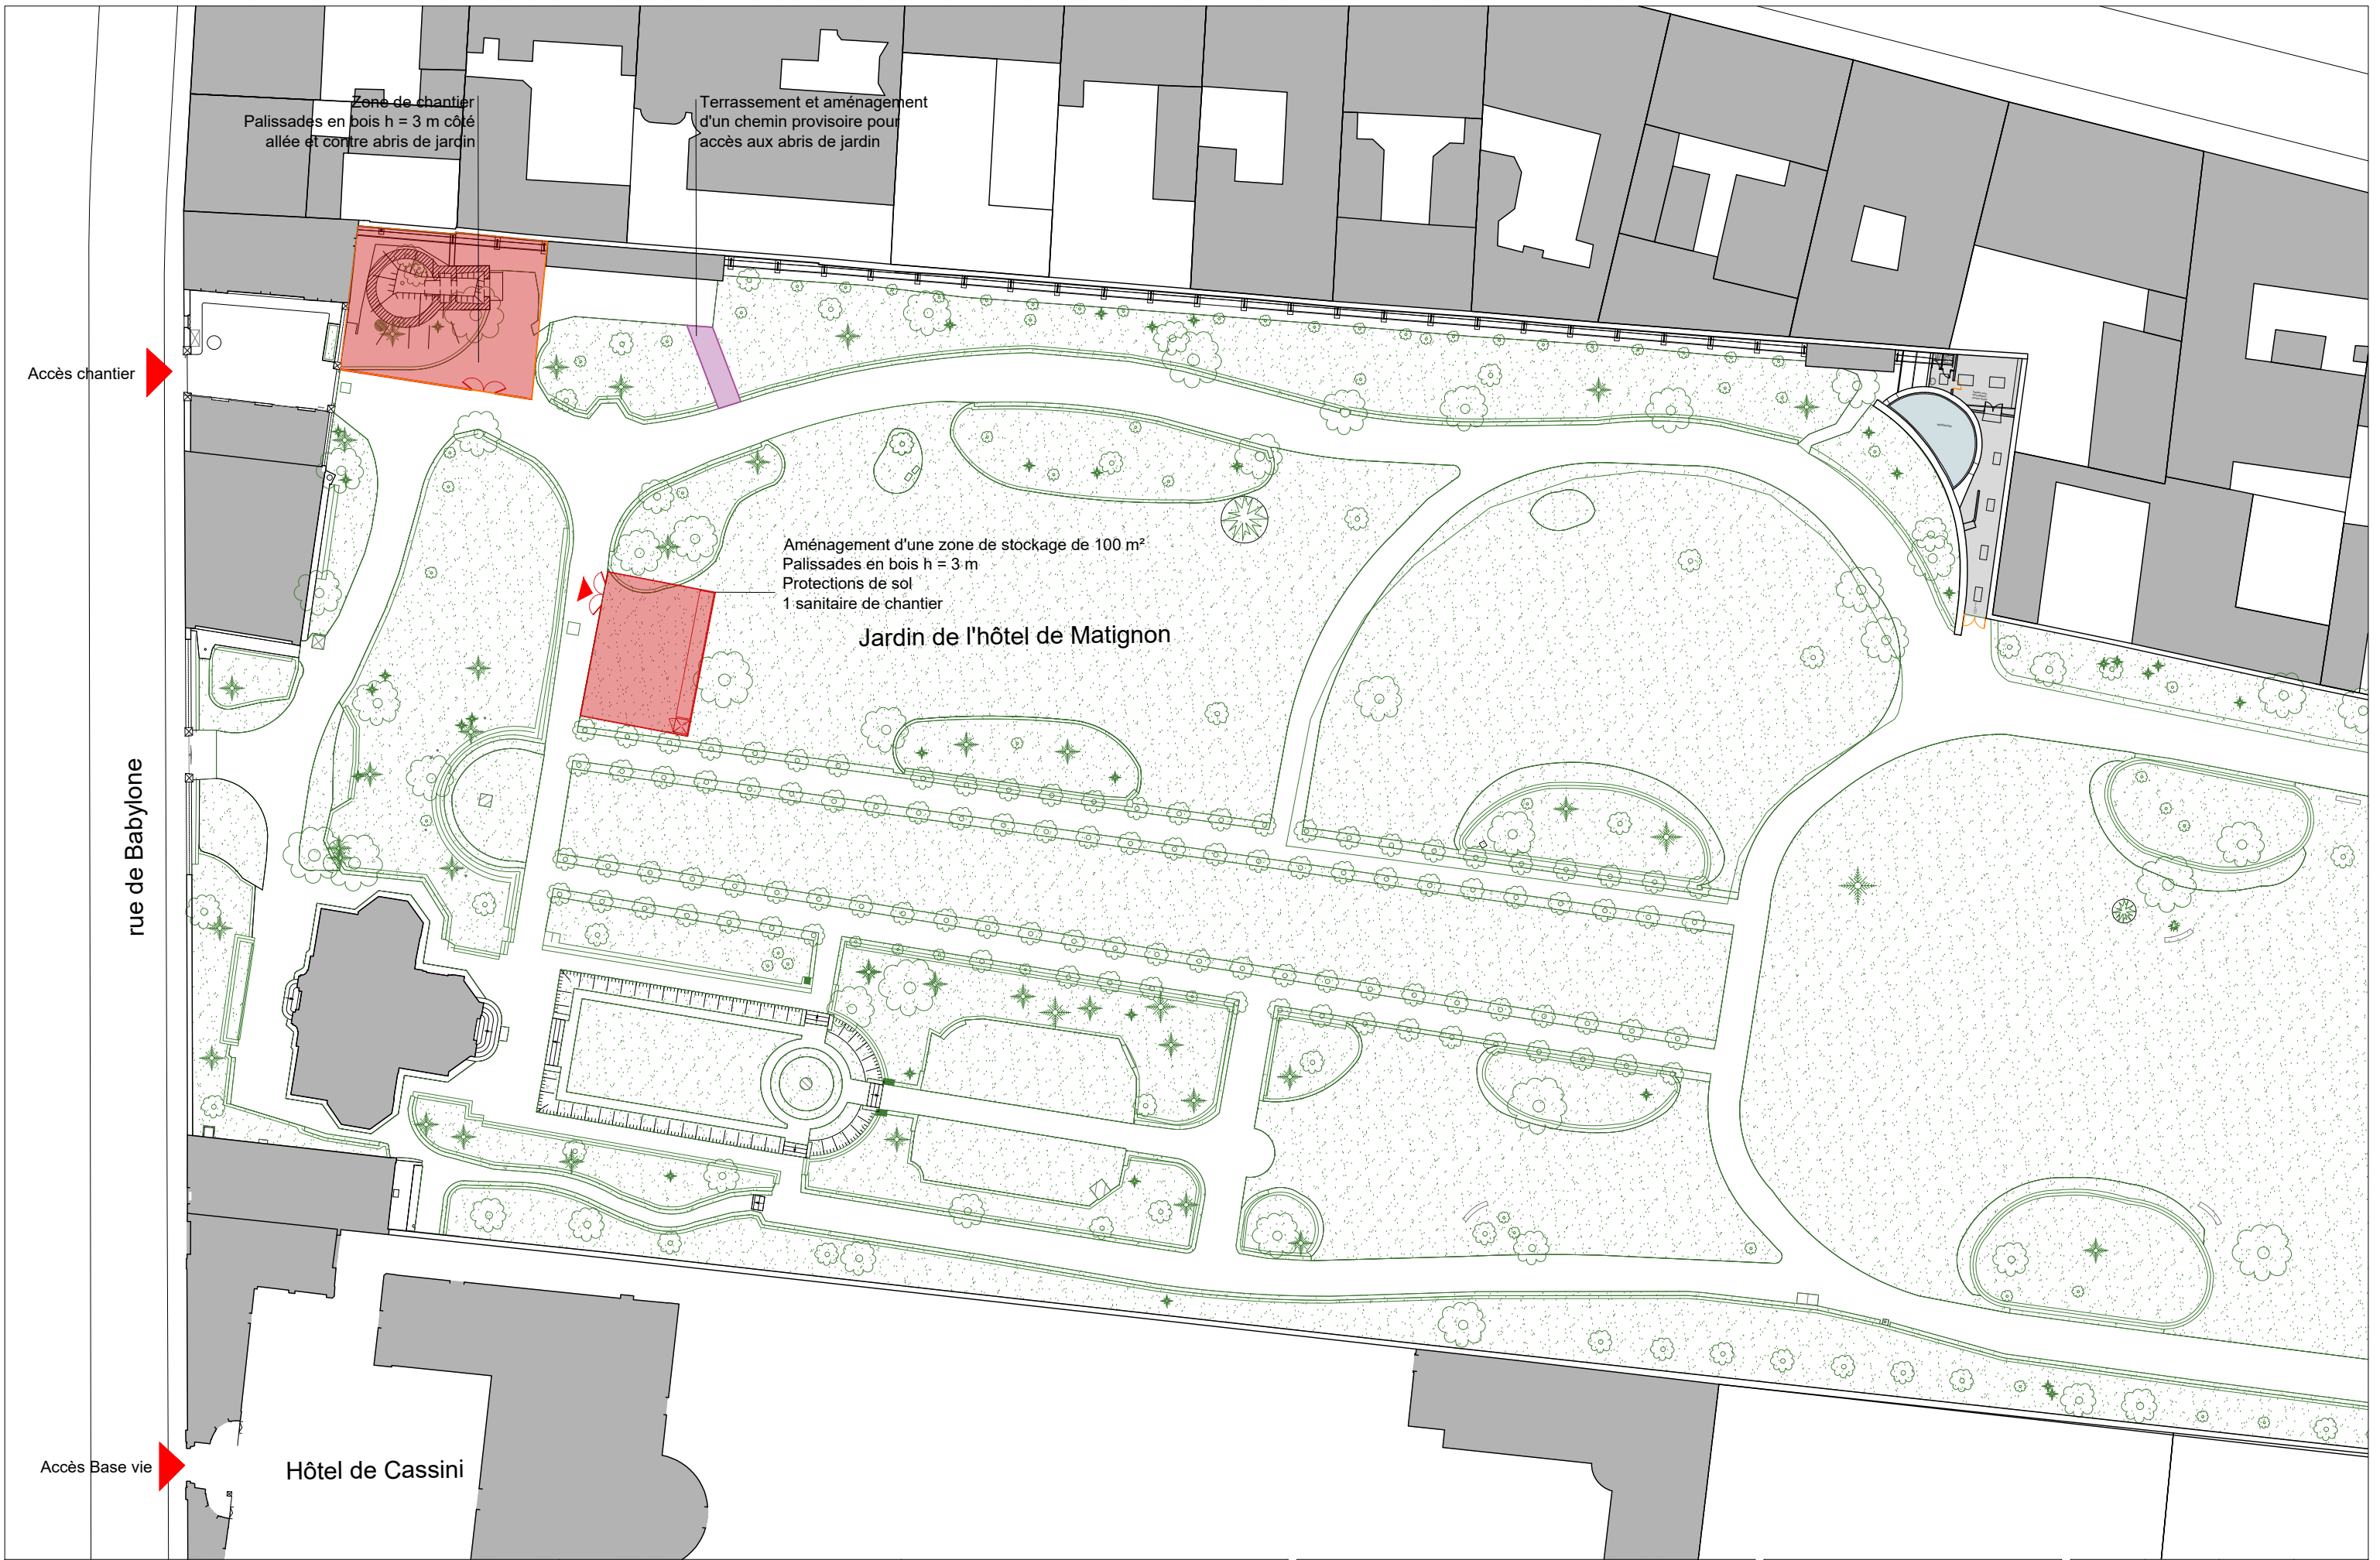 Zone de chantier
Palissades en bois h = 3 m côté
allée et contre abris de jardin
Terrassement et aménagement
d'un chemin provisoire pour
accès aux abris de jardin
Accès chantier
Aménagement d'une zone de stockage de 100 m²
Palissades en bois h = 3 m
Protections de sol
1 sanitaire de chantier
Jardin de l'hôtel de Matignon
rue de Babylone
Accès Base vie
Hôtel de Cassini